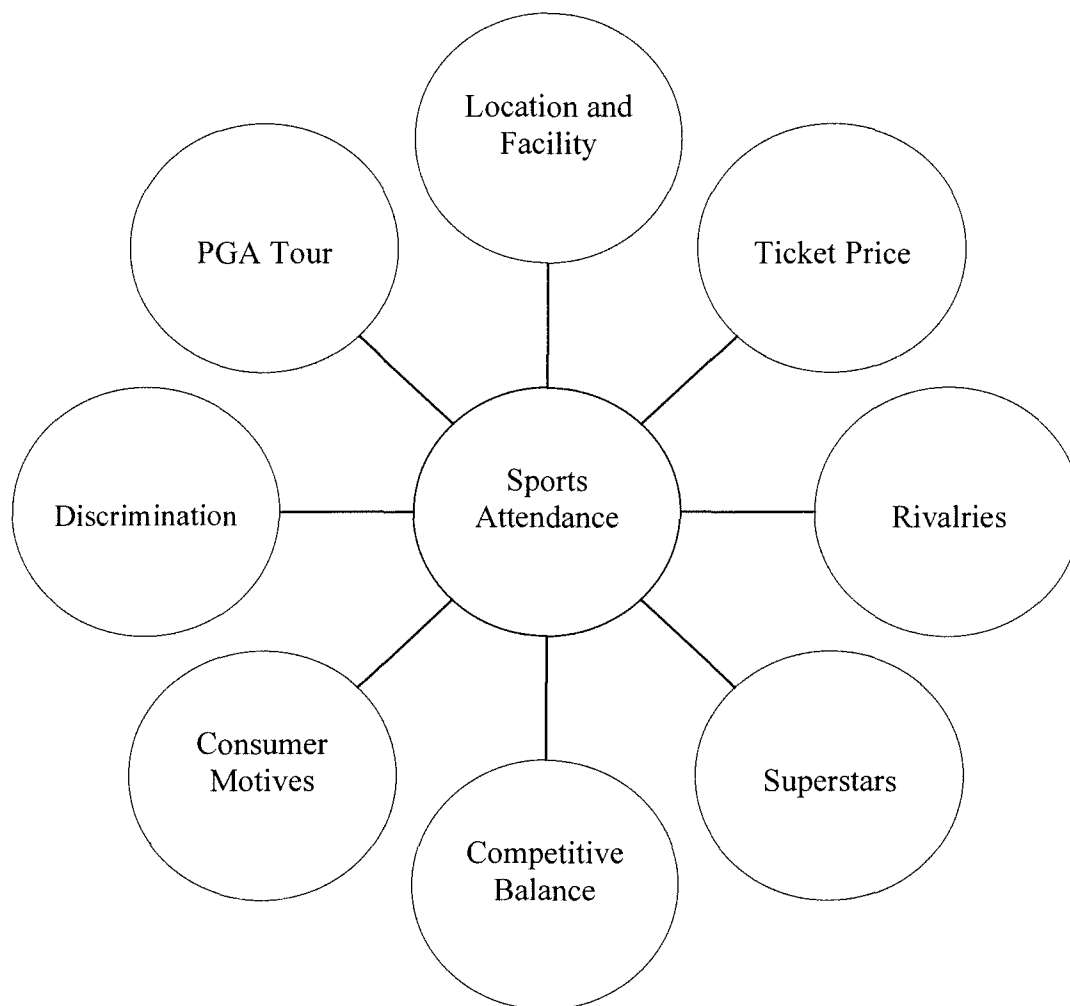 Location and
Facility
PGA Tour
Ticket Price
Discrimination
Sports
Attendance
Rivalries
Consumer
Motives
Superstars
Competitive
Balance